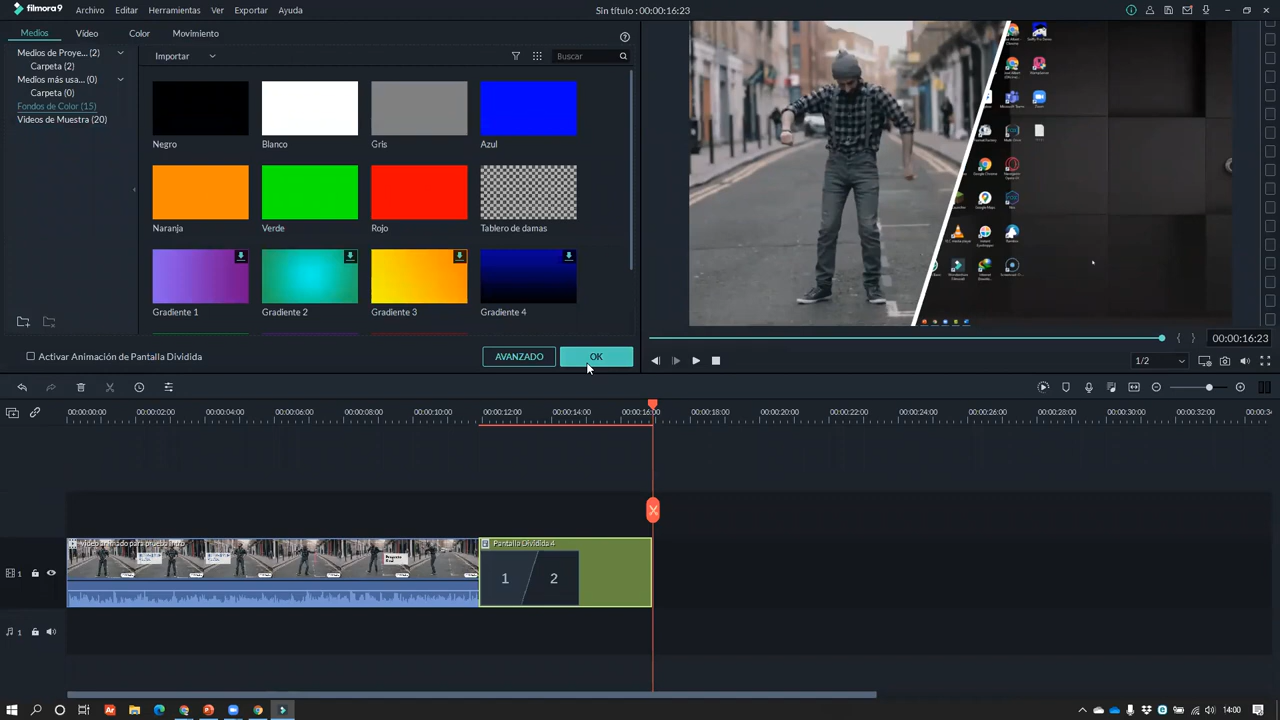 filmora9 Archivo Editar Herramientas Ver Exportar Ayuda Sin título : 00:00:16:23
Medios Vídeo Color Movimiento
Medios de Proye... (2)
Carpeta (2)
Medios más usa... (0)
Carpeta (0)
Fondos de Color (15)
Vídeos de Muestra (20)
Importar Buscar
Negro Blanco Gris Azul
Naranja Verde Rojo Tablero de damas
Gradiente 1 Gradiente 2 Gradiente 3 Gradiente 4
Activar Animación de Pantalla Dividida AVANZADO OK
00:00:16:23
1/2
00:00:00:00 00:00:02:00 00:00:04:00 00:00:06:00 00:00:08:00 00:00:10:00 00:00:12:00 00:00:14:00 00:00:16:00 00:00:18:00 00:00:20:00 00:00:22:00 00:00:24:00 00:00:26:00 00:00:28:00 00:00:30:00 00:00:32:00
Pantalla Dividida 4
1 2
1
1
14:00